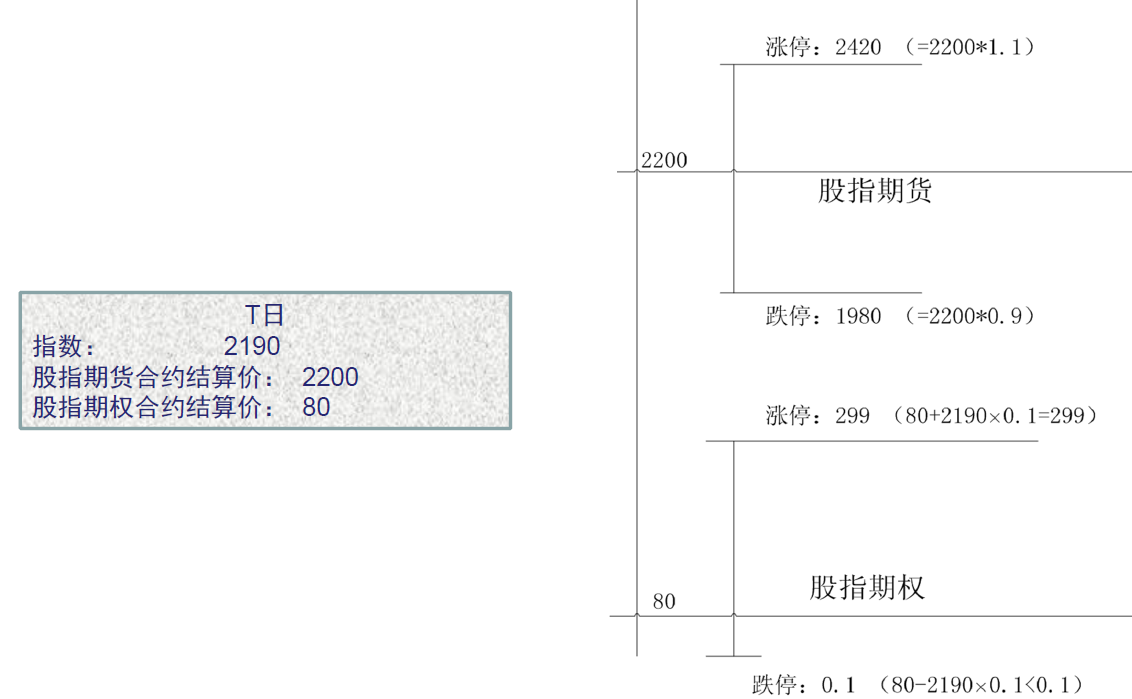 涨停：2420 （=2200*1.1）
2200
股指期货
跌停：1980 （=2200*0.9）
T日
指数： 2190
股指期货合约结算价： 2200
股指期权合约结算价： 80
涨停：299 （80+2190×0.1=299）
股指期权
80
跌停：0.1 （80-2190×0.1<0.1）